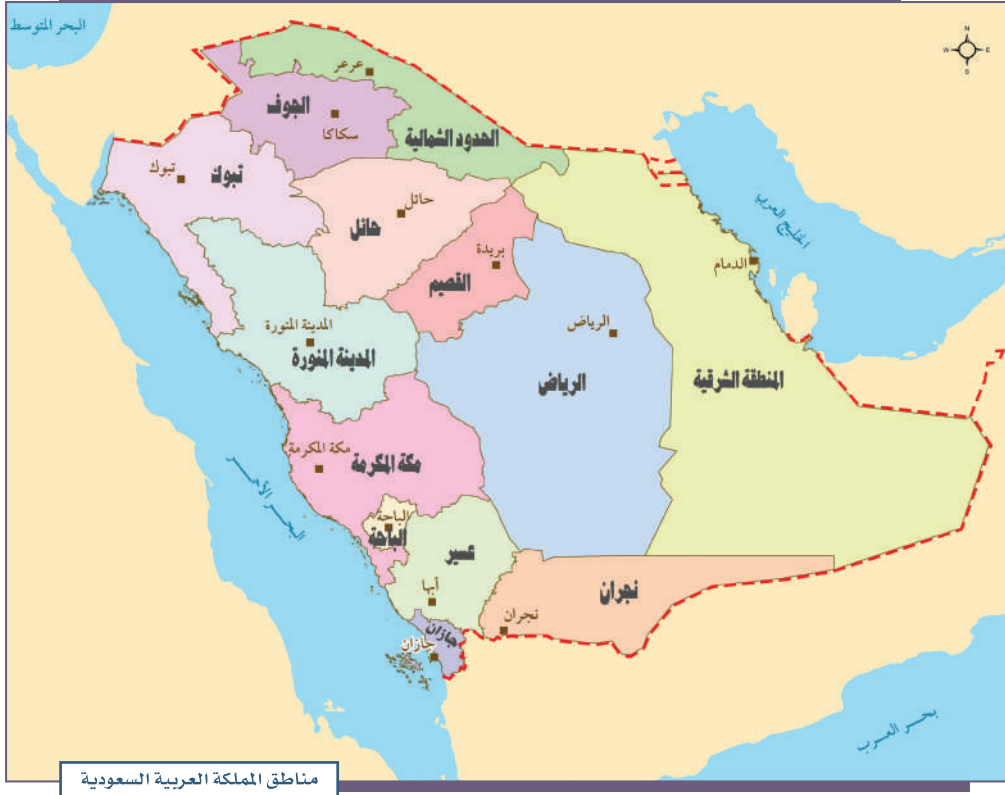 البحر المتوسط
N
W
E
S
عرعر
الجوف
سكاكا
الحدود الشمالية
تبوك
تبوك
حائل
حائل
الخليج العربي
بريدة
القصيم
الدمام
المدينة المنورة
المدينة المنورة
الرياض
الرياض
المنطقة الشرقية
مكة المكرمة
مكة المكرمة
البحر الأحمر
الباحة
الباحة
عسير
أبها
نجران
نجران
جازان
جازان
بحر العرب
مناطق المملكة العربية السعودية